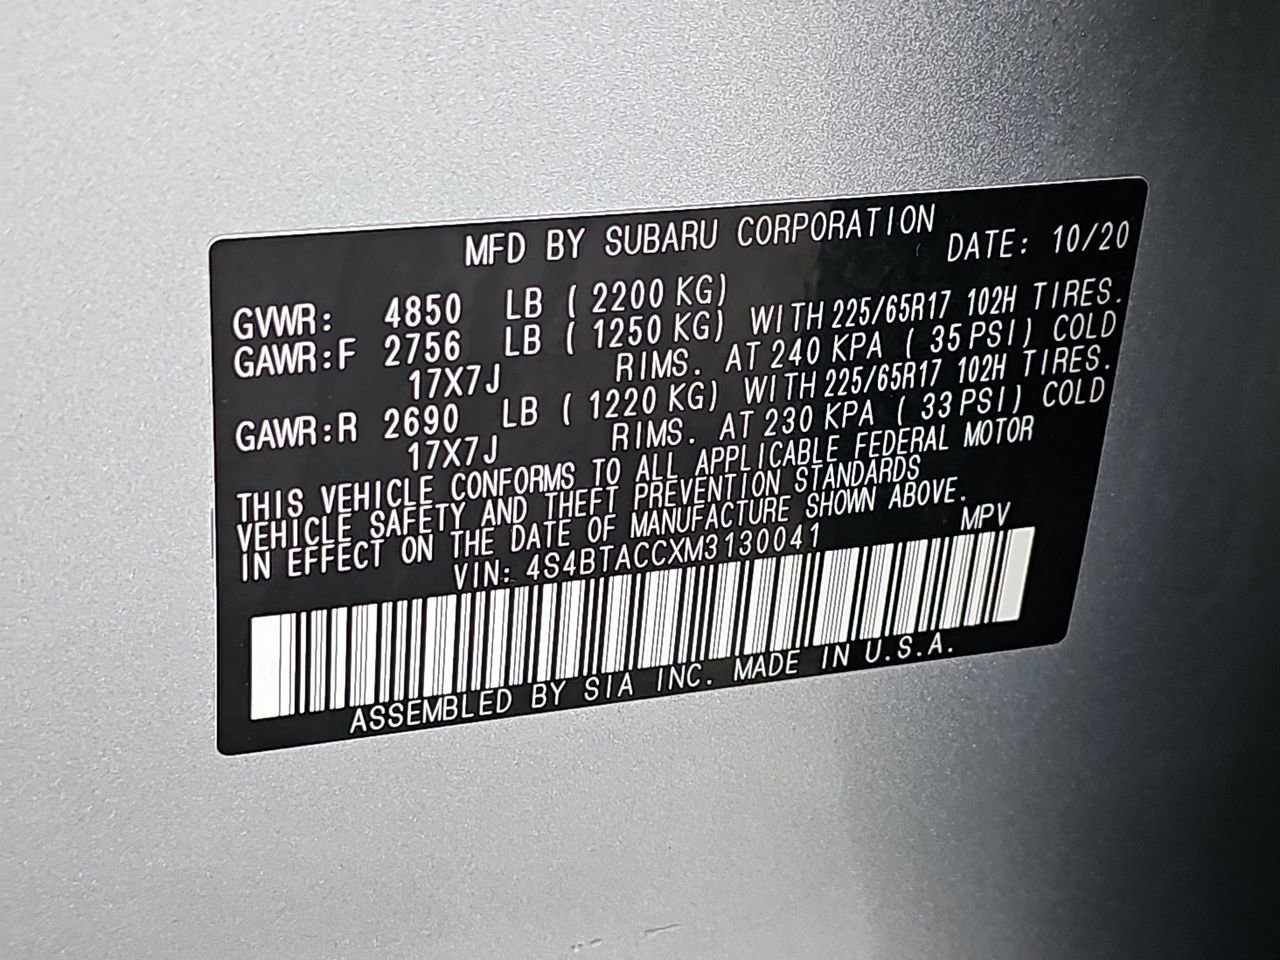 MFD BY SUBARU CORPORATION DATE: 10/20
GVWR: 4850 LB ( 2200 KG)
GAWR:F 2756 LB ( 1250 KG) WITH 225/65R17 102H TIRES.
17X7J RIMS. AT 240 KPA ( 35 PSI) COLD
GAWR:R 2690 LB ( 1220 KG) WITH 225/65R17 102H TIRES.
17X7J RIMS. AT 230 KPA ( 33 PSI) COLD
THIS VEHICLE CONFORMS TO ALL APPLICABLE FEDERAL MOTOR
VEHICLE SAFETY AND THEFT PREVENTION STANDARDS
IN EFFECT ON THE DATE OF MANUFACTURE SHOWN ABOVE.
VIN: 4S4BTACCXM3130041 MPV
ASSEMBLED BY SIA INC. MADE IN U.S.A.